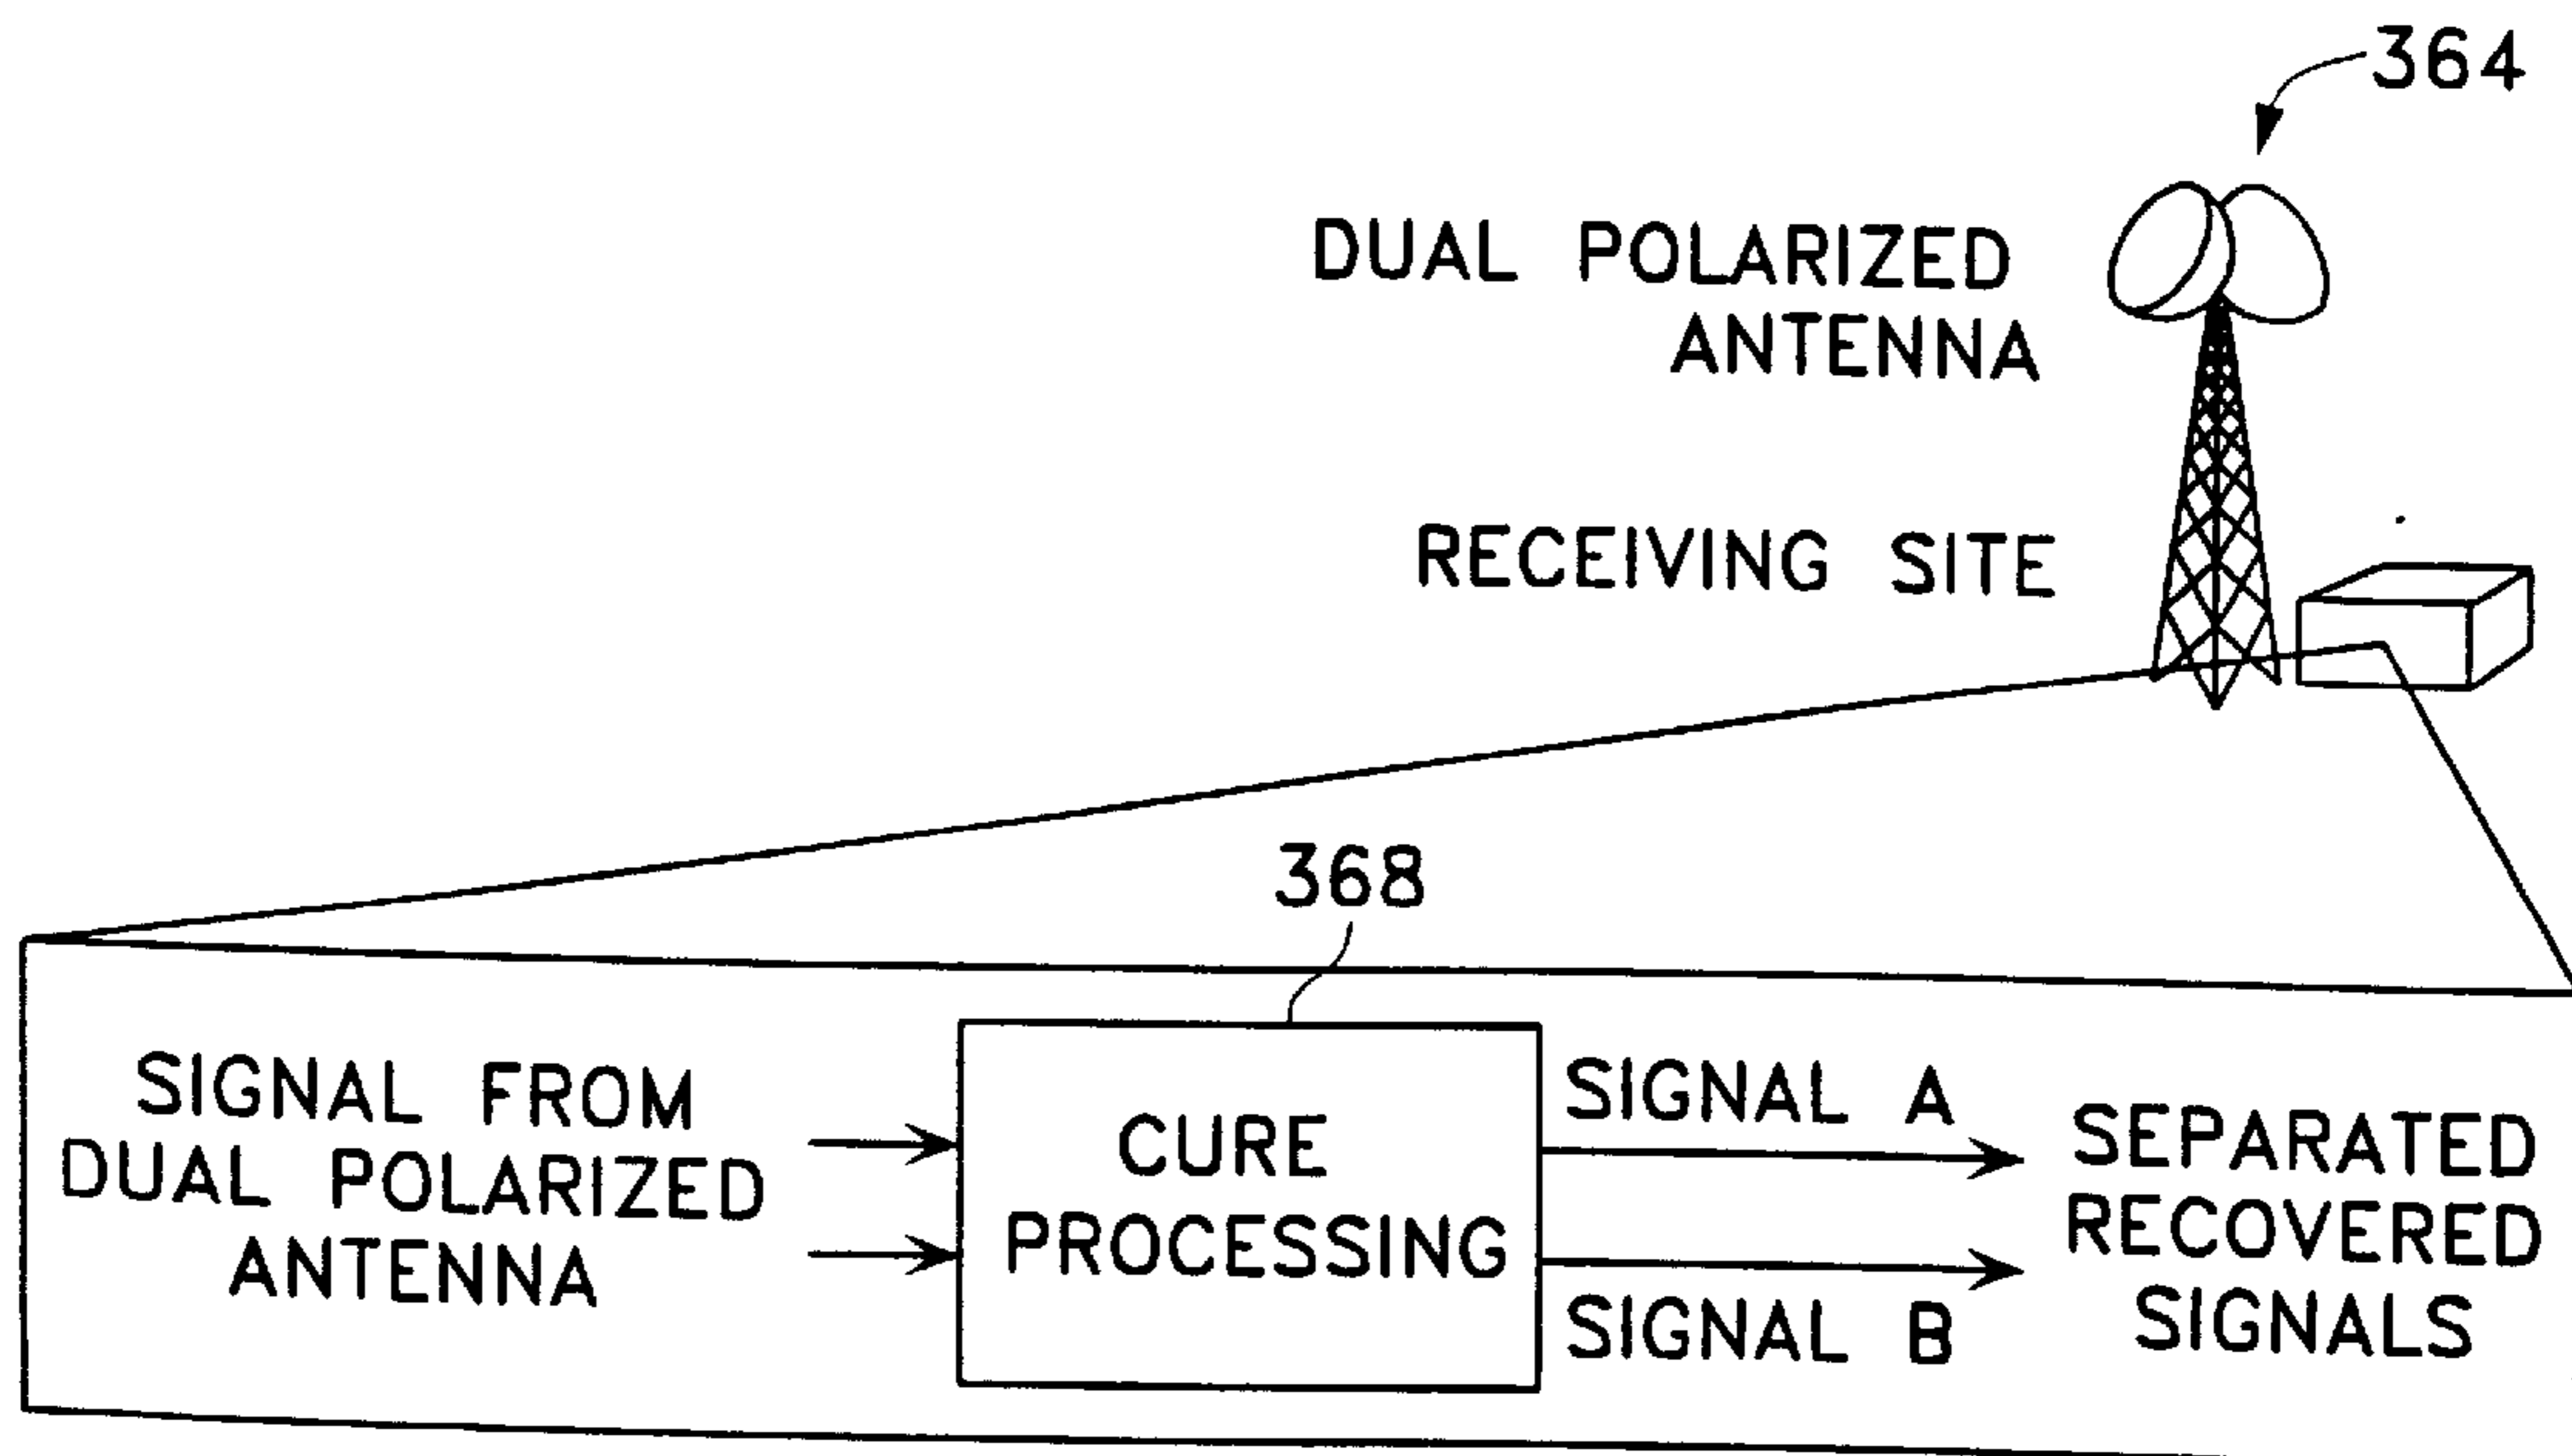 364
DUAL POLARIZED
ANTENNA
RECEIVING SITE
368
SIGNAL FROM
DUAL POLARIZED
ANTENNA
CURE
PROCESSING
SIGNAL A
SIGNAL B
SEPARATED
RECOVERED
SIGNALS